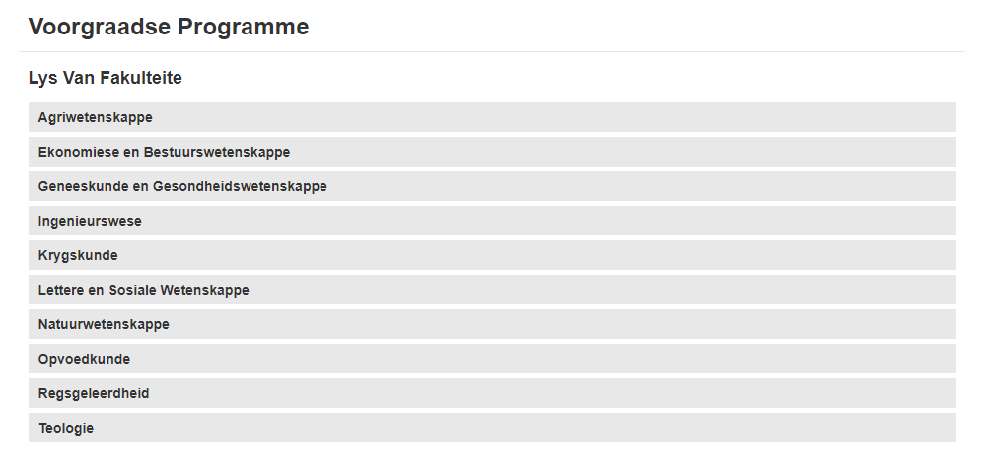 Voorgraadse Programme
Lys Van Fakulteite
Agriwetenskappe
Ekonomiese en Bestuurswetenskappe
Geneeskunde en Gesondheidswetenskappe
Ingenieurswese
Krygskunde
Lettere en Sosiale Wetenskappe
Natuurwetenskappe
Opvoedkunde
Regsgeleerdheid
Teologie